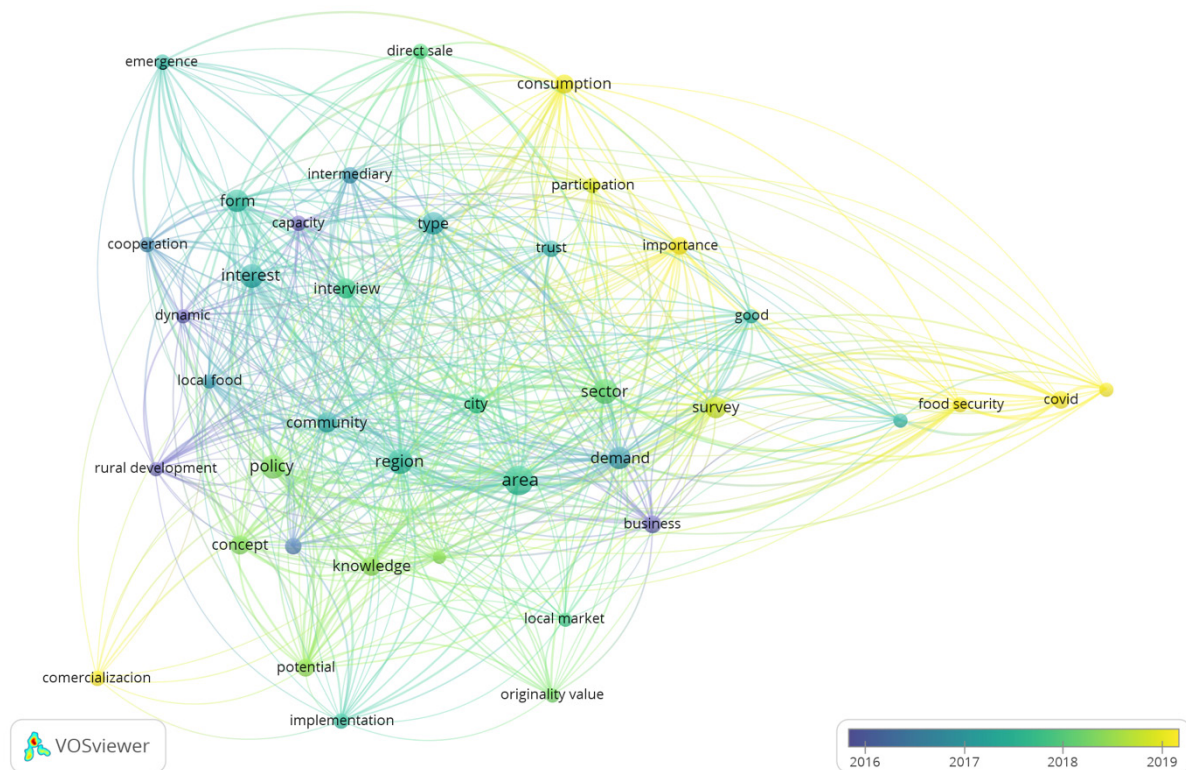 direct sale
emergence
consumption
intermediary
participation
form
capacity
type
cooperation
trust
importance
interest
interview
dynamic
good
local food
sector
city
survey
food security
covid
community
demand
region
policy
rural development
area
business
concept
knowledge
local market
potential
comercializacion
originality value
implementation
VOSviewer
2016 2017 2018 2019